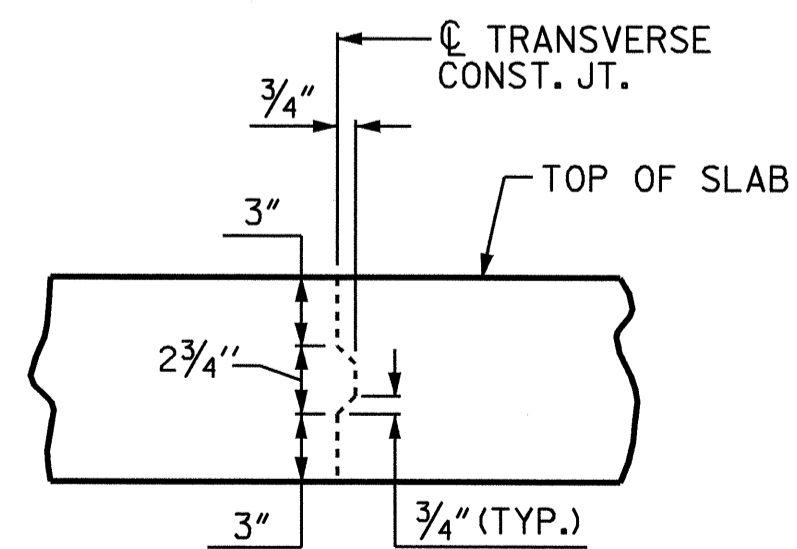 ℄ TRANSVERSE
CONST. JT.
3/4"
TOP OF SLAB
3"
2 3/4"
3"
3/4" (TYP.)